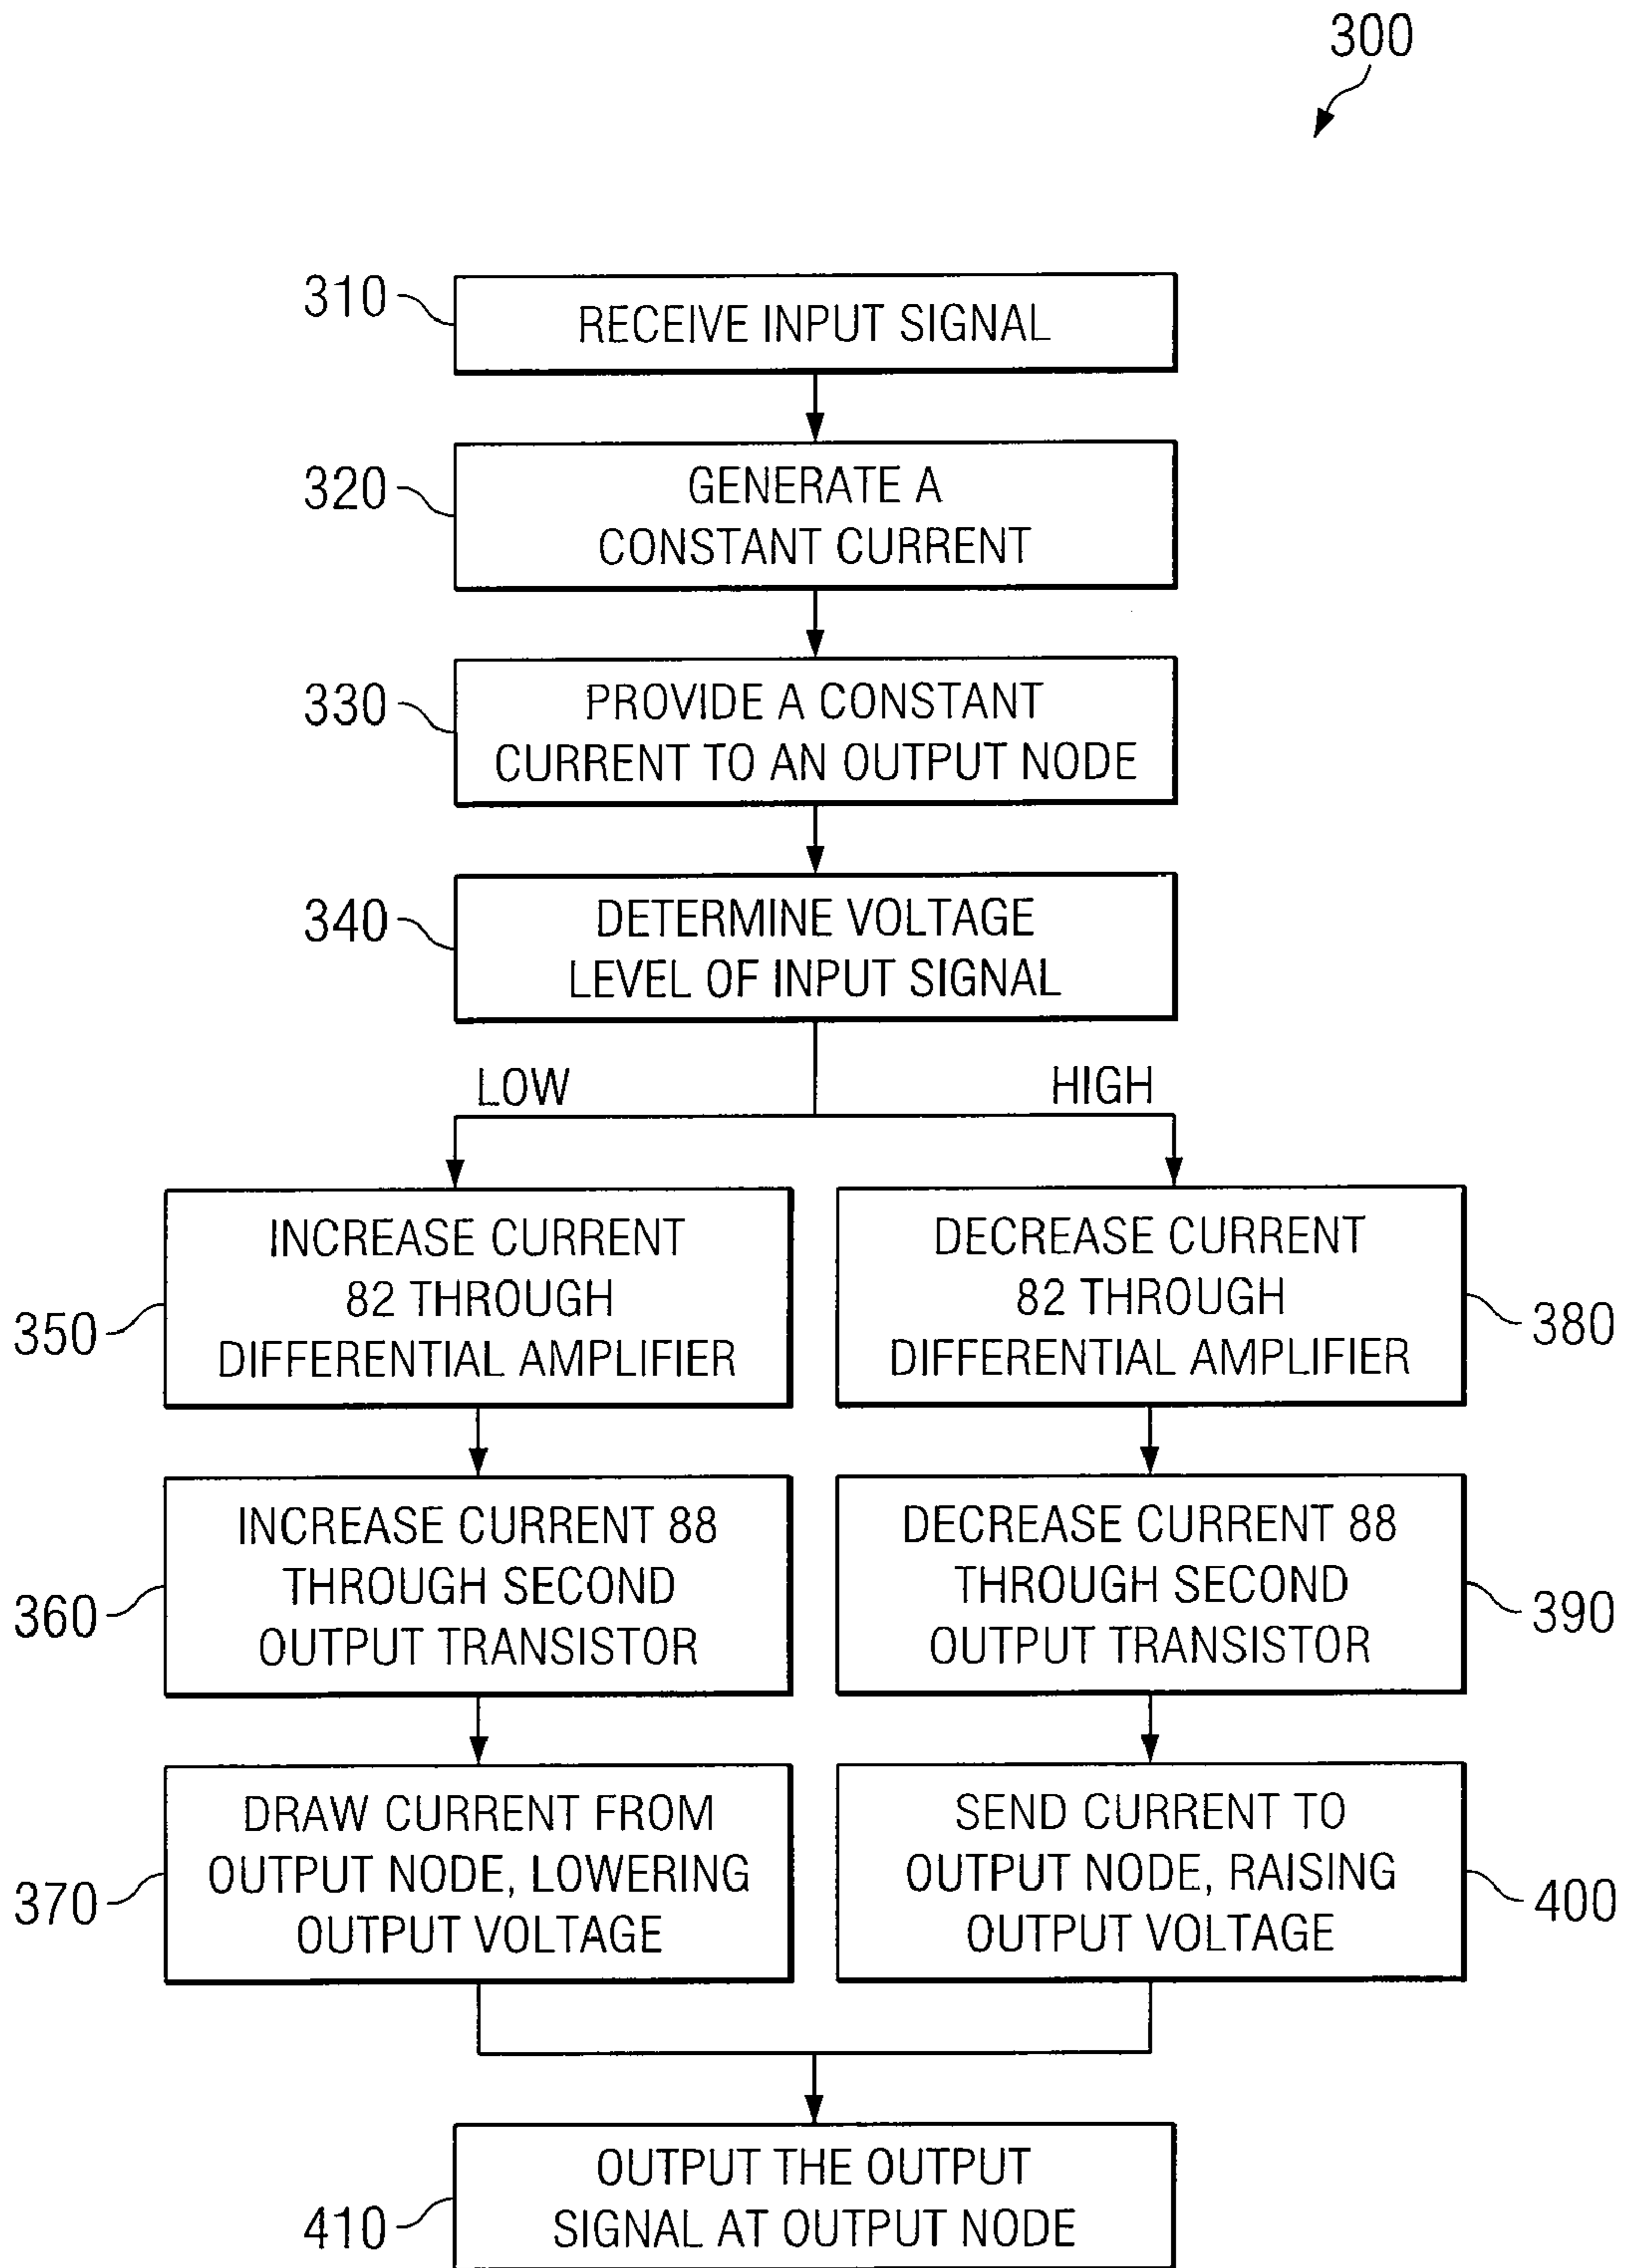 300
310
RECEIVE INPUT SIGNAL
320
GENERATE A
CONSTANT CURRENT
330
PROVIDE A CONSTANT
CURRENT TO AN OUTPUT NODE
340
DETERMINE VOLTAGE
LEVEL OF INPUT SIGNAL
LOW
HIGH
350
INCREASE CURRENT
82 THROUGH
DIFFERENTIAL AMPLIFIER
DECREASE CURRENT
82 THROUGH
DIFFERENTIAL AMPLIFIER
380
360
INCREASE CURRENT 88
THROUGH SECOND
OUTPUT TRANSISTOR
DECREASE CURRENT 88
THROUGH SECOND
OUTPUT TRANSISTOR
390
370
DRAW CURRENT FROM
OUTPUT NODE, LOWERING
OUTPUT VOLTAGE
SEND CURRENT TO
OUTPUT NODE, RAISING
OUTPUT VOLTAGE
400
410
OUTPUT THE OUTPUT
SIGNAL AT OUTPUT NODE